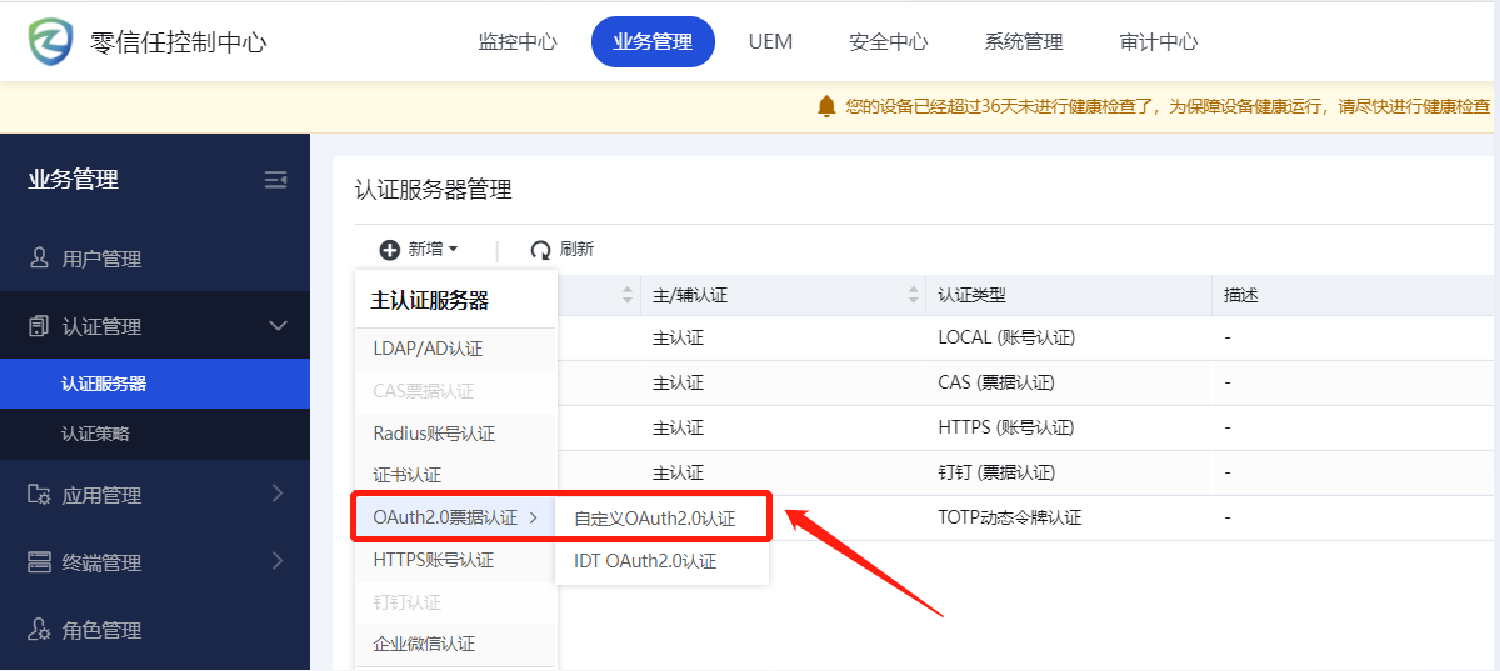 零信任控制中心 监控中心 业务管理 UEM 安全中心 系统管理 审计中心
您的设备已经超过36天未进行健康检查了，为保障设备健康运行，请尽快进行健康检查
业务管理
用户管理
认证管理
认证服务器
认证策略
应用管理
终端管理
角色管理
认证服务器管理
新增 刷新
主认证服务器
LDAP/AD认证
CAS票据认证
Radius账号认证
证书认证
OAuth2.0票据认证
HTTPS账号认证
钉钉认证
企业微信认证
自定义OAuth2.0认证
IDT OAuth2.0认证
主/辅认证 认证类型 描述
主认证 LOCAL (账号认证) -
主认证 CAS (票据认证) -
主认证 HTTPS (账号认证) -
主认证 钉钉 (票据认证) -
TOTP动态令牌认证 -